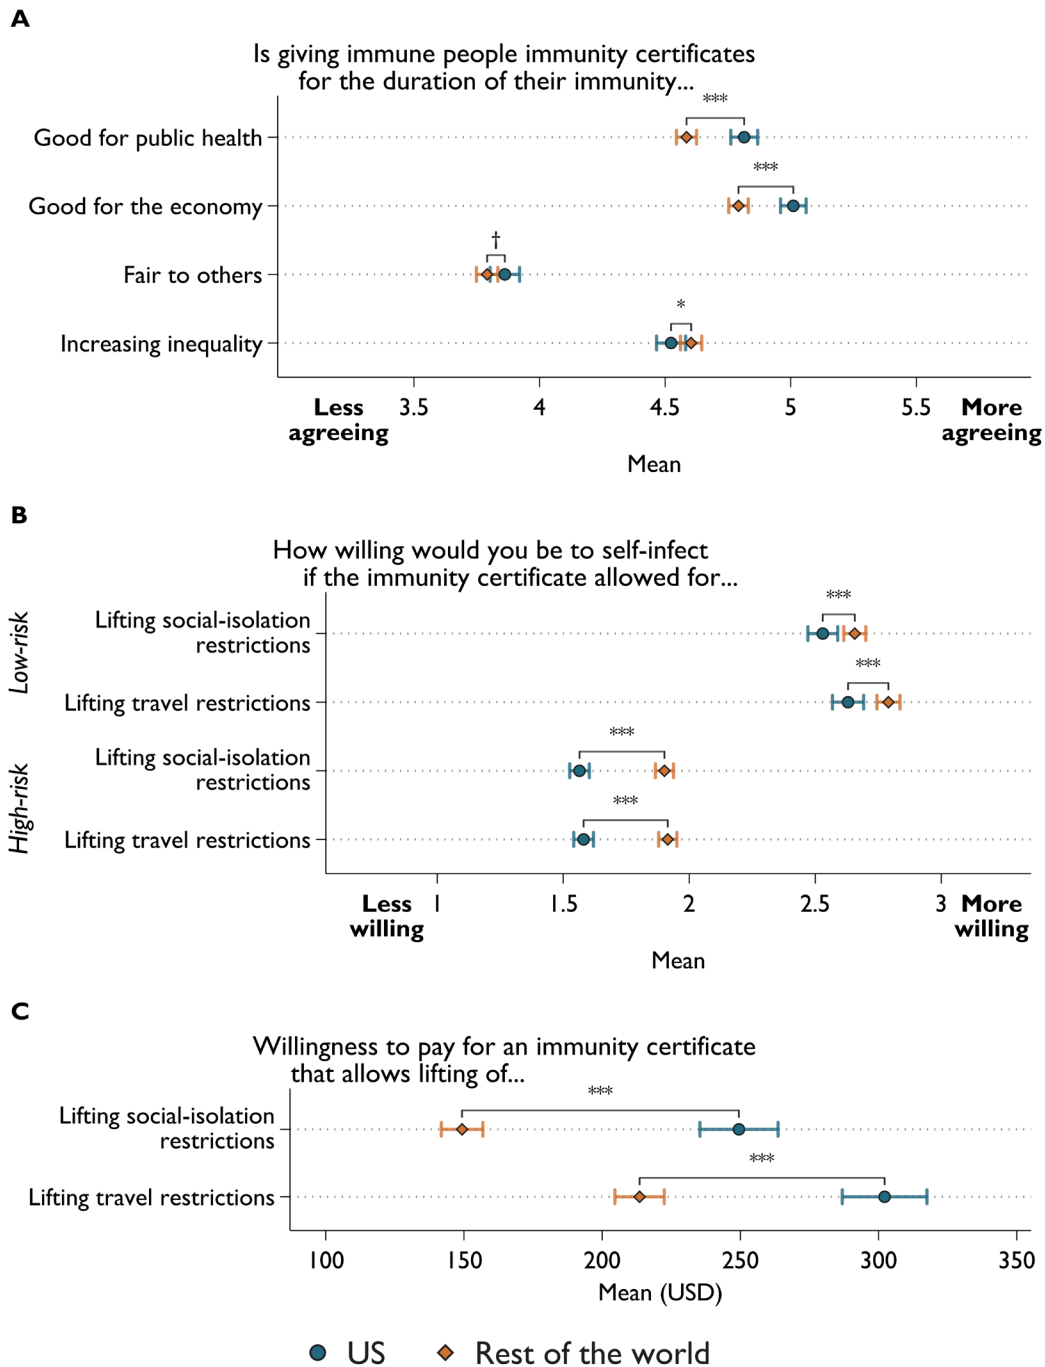 A
Is giving immune people immunity certificates
for the duration of their immunity...
***
Good for public health
***
Good for the economy
†
Fair to others
*
Increasing inequality
3.5 4 4.5 5 5.5
Less
agreeing
More
agreeing
Mean
B
How willing would you be to self-infect
if the immunity certificate allowed for...
Low-risk
***
Lifting social-isolation
restrictions
***
Lifting travel restrictions
High-risk
***
Lifting social-isolation
restrictions
***
Lifting travel restrictions
1 1.5 2 2.5 3
Less
willing
More
willing
Mean
C
Willingness to pay for an immunity certificate
that allows lifting of...
***
Lifting social-isolation
restrictions
***
Lifting travel restrictions
100 150 200 250 300 350
Mean (USD)
US Rest of the world